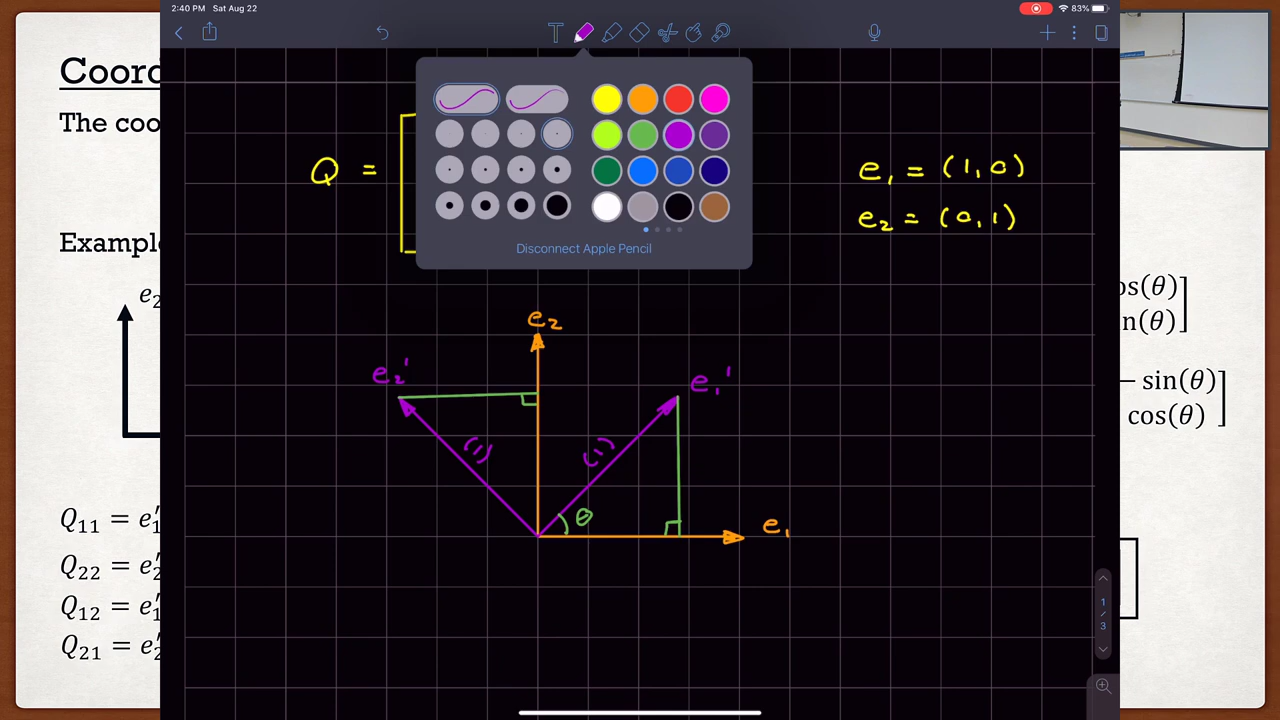 2:40 PM Sat Aug 22
83%
T
Coord
The coo
Q = [
e₁ = (1,0)
e₂ = (0,1)
Disconnect Apple Pencil
Example
e₂
e₂
os(θ)]
n(θ)
e₂'
e₁'
− sin(θ)]
cos(θ)
(1)
(1)
θ
e₁
Q₁₁ = e₁′
Q₂₂ = e₂′
Q₁₂ = e₁′
Q₂₁ = e₂′
1
/
3